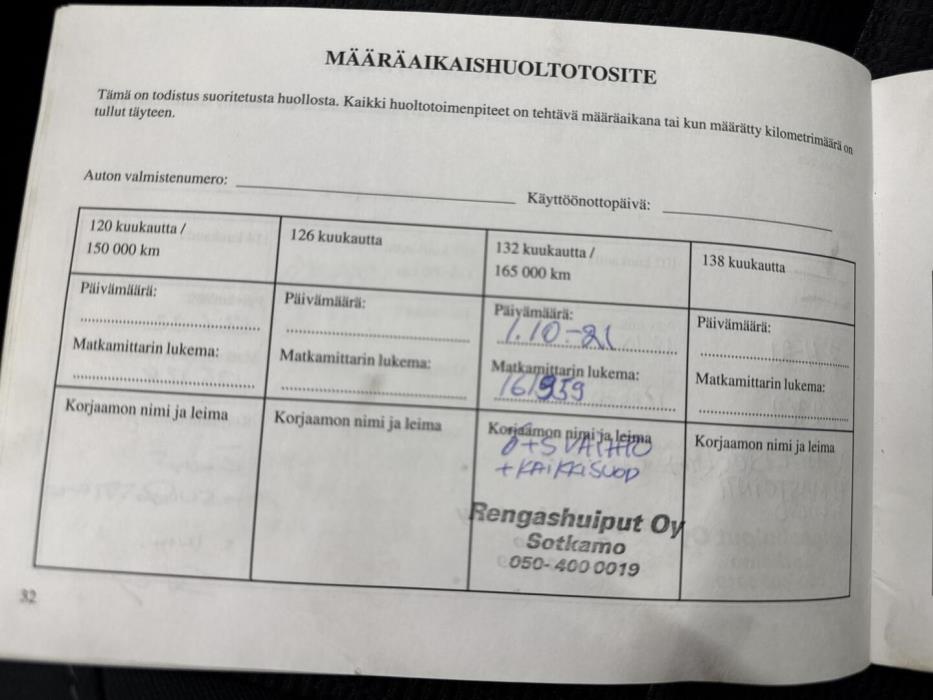 MÄÄRÄAIKAISHUOLTOTOSITE
Tämä on todistus suoritetusta huollosta. Kaikki huoltotoimenpiteet on tehtävä määräaikana tai kun määrätty kilometrimäärä on
tullut täyteen.
Auton valmistenumero:
Käyttöönottopäivä:
120 kuukautta /
150 000 km
Päivämäärä:
Matkamittarin lukema:
Korjaamon nimi ja leima
126 kuukautta
Päivämäärä:
Matkamittarin lukema:
Korjaamon nimi ja leima
132 kuukautta /
165 000 km
Päivämäärä:
1.10-21
Matkamittarin lukema:
161959
Korjaamon nimi ja leima
Ö+S VAIHTO
+ KAIKKI SUOD
Rengashuiput Oy
Sotkamo
050- 400 0019
138 kuukautta
Päivämäärä:
Matkamittarin lukema:
Korjaamon nimi ja leima
32